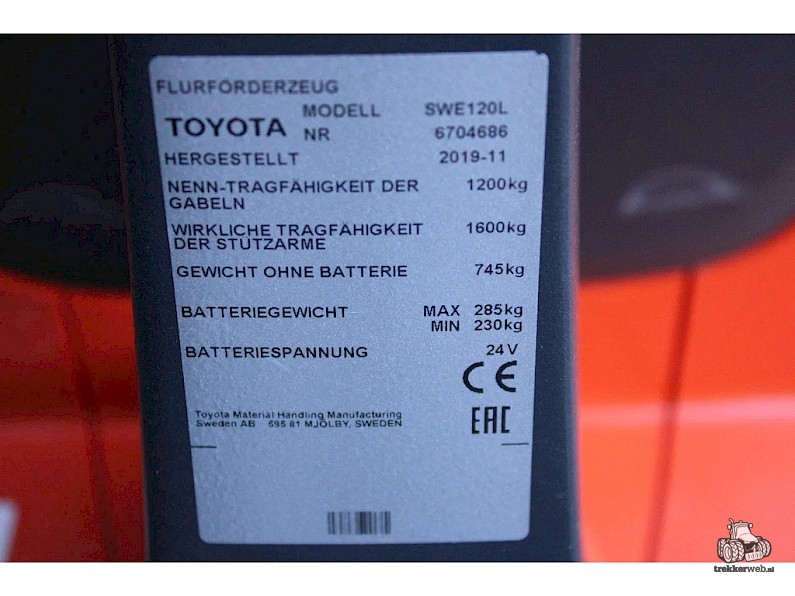 FLURFÖRDERZEUG
MODELL SWE120L
TOYOTA NR 6704686
HERGESTELLT 2019-11
NENN-TRAGFÄHIGKEIT DER 1200kg
GABELN
WIRKLICHE TRAGFÄHIGKEIT 1600kg
DER STÜTZARME
GEWICHT OHNE BATTERIE 745kg
BATTERIEGEWICHT MAX 285kg
MIN 230kg
BATTERIESPANNUNG 24V
CE
Toyota Material Handling Manufacturing
Sweden AB 595 81 MJÖLBY, SWEDEN
EAC
trekkerweb.nl